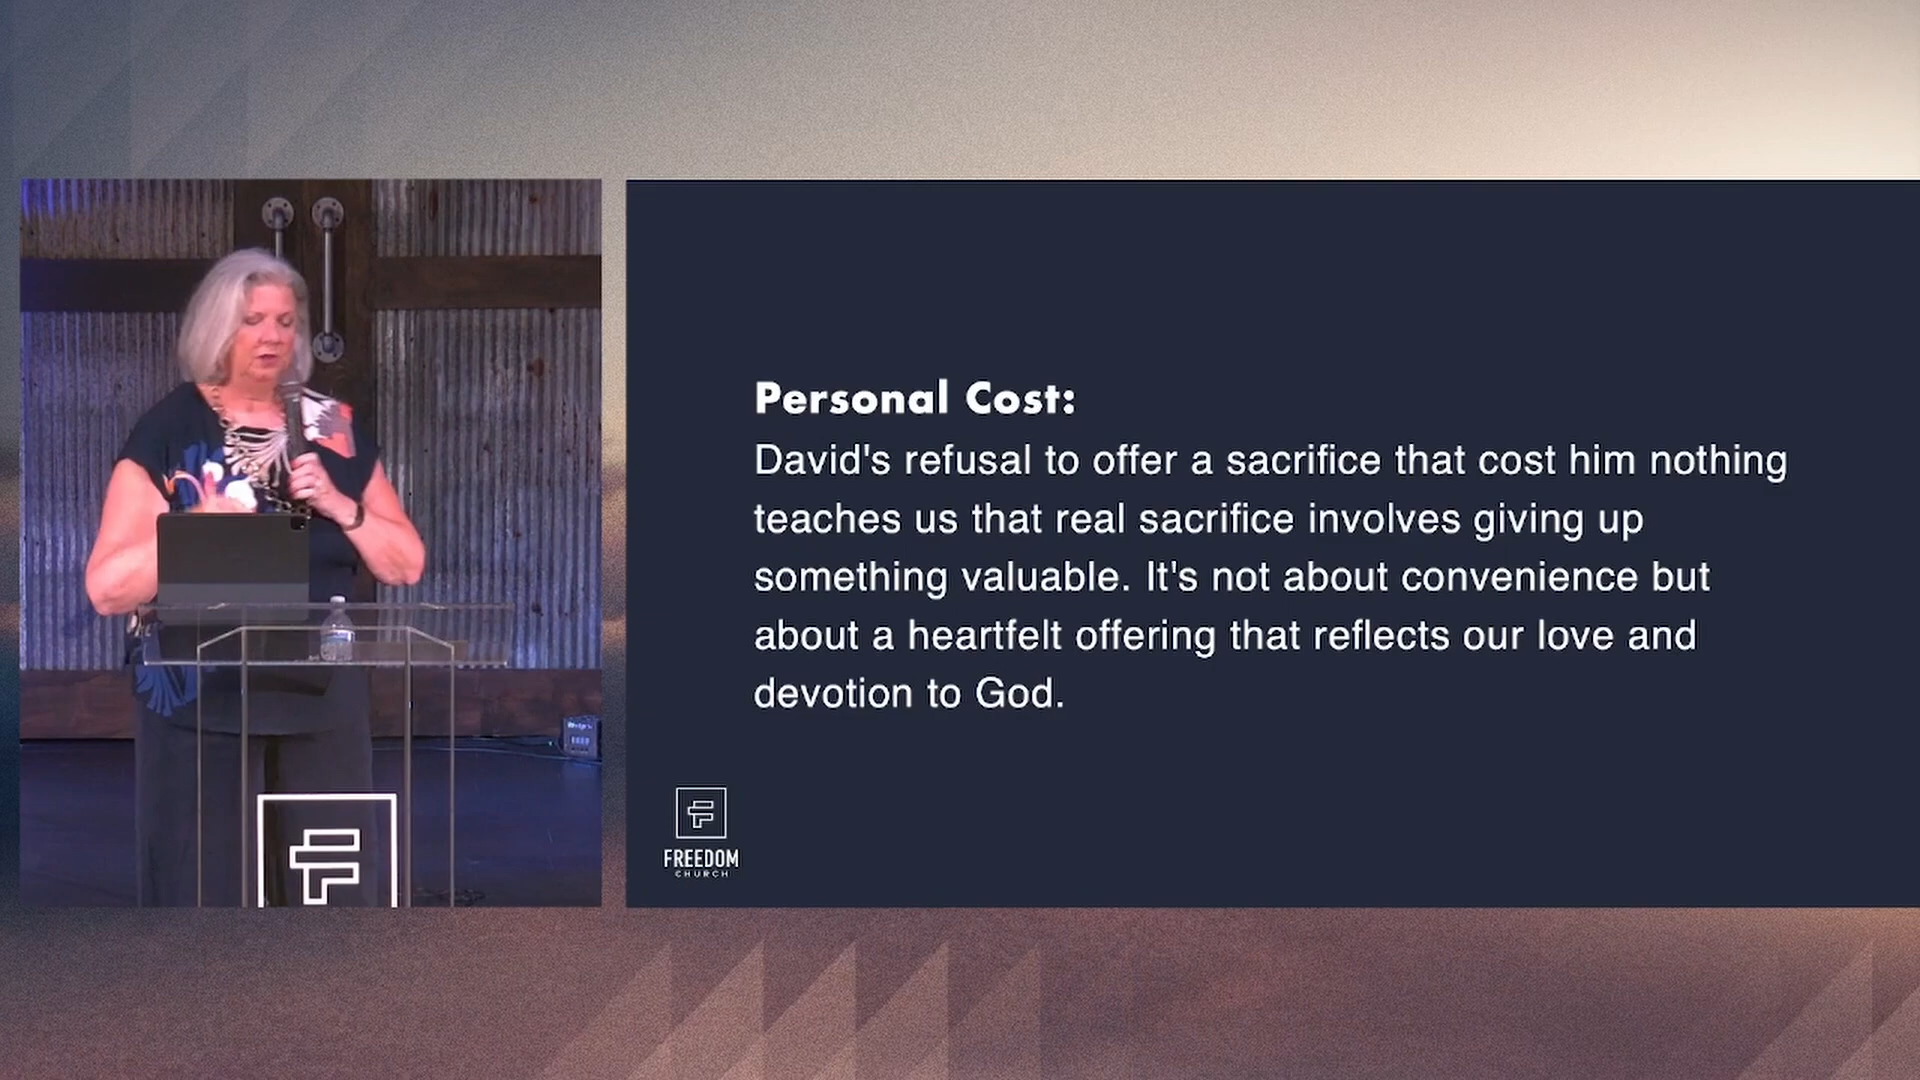 Personal Cost:
David's refusal to offer a sacrifice that cost him nothing
teaches us that real sacrifice involves giving up
something valuable. It's not about convenience but
about a heartfelt offering that reflects our love and
devotion to God.
FREEDOM
CHURCH